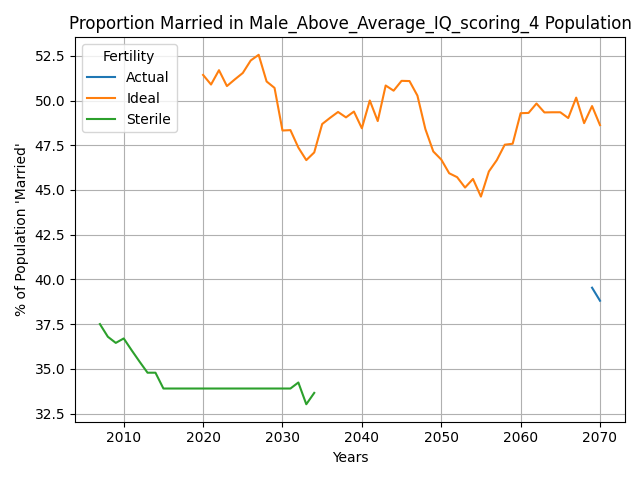 Proportion Married in Male_Above_Average_IQ_scoring_4 Population
Fertility
Actual
Ideal
Sterile
% of Population 'Married'
52.5
50.0
47.5
45.0
42.5
40.0
37.5
35.0
32.5
2010 2020 2030 2040 2050 2060 2070
Years